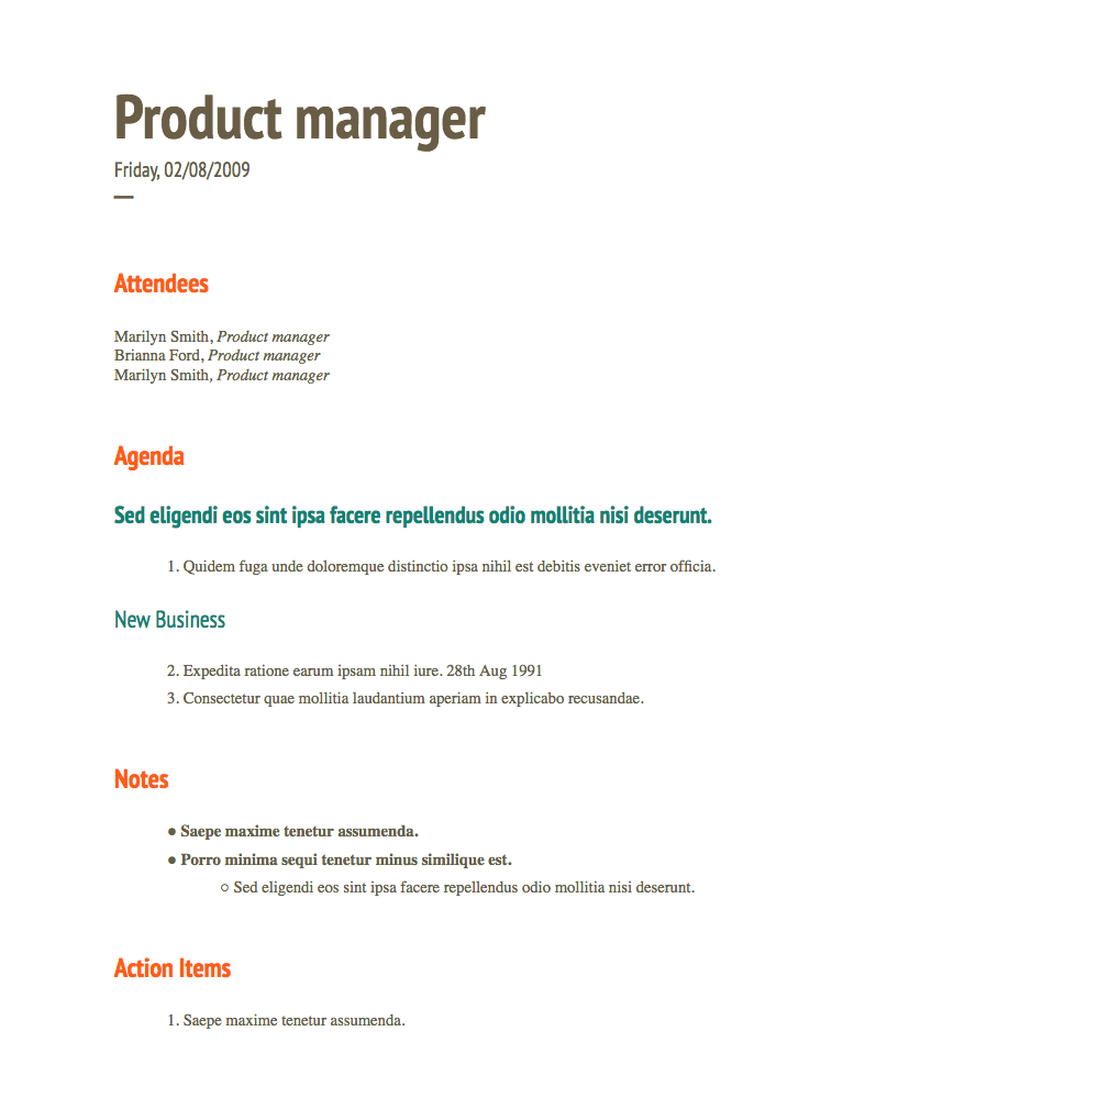 Product manager
Friday, 02/08/2009
—
Attendees
Marilyn Smith, Product manager
Brianna Ford, Product manager
Marilyn Smith, Product manager
Agenda
Sed eligendi eos sint ipsa facere repellendus odio mollitia nisi deserunt.
1. Quidem fuga unde doloremque distinctio ipsa nihil est debitis eveniet error officia.
New Business
2. Expedita ratione earum ipsam nihil iure. 28th Aug 1991
3. Consectetur quae mollitia laudantium aperiam in explicabo recusandae.
Notes
● Saepe maxime tenetur assumenda.
● Porro minima sequi tenetur minus similique est.
○ Sed eligendi eos sint ipsa facere repellendus odio mollitia nisi deserunt.
Action Items
1. Saepe maxime tenetur assumenda.